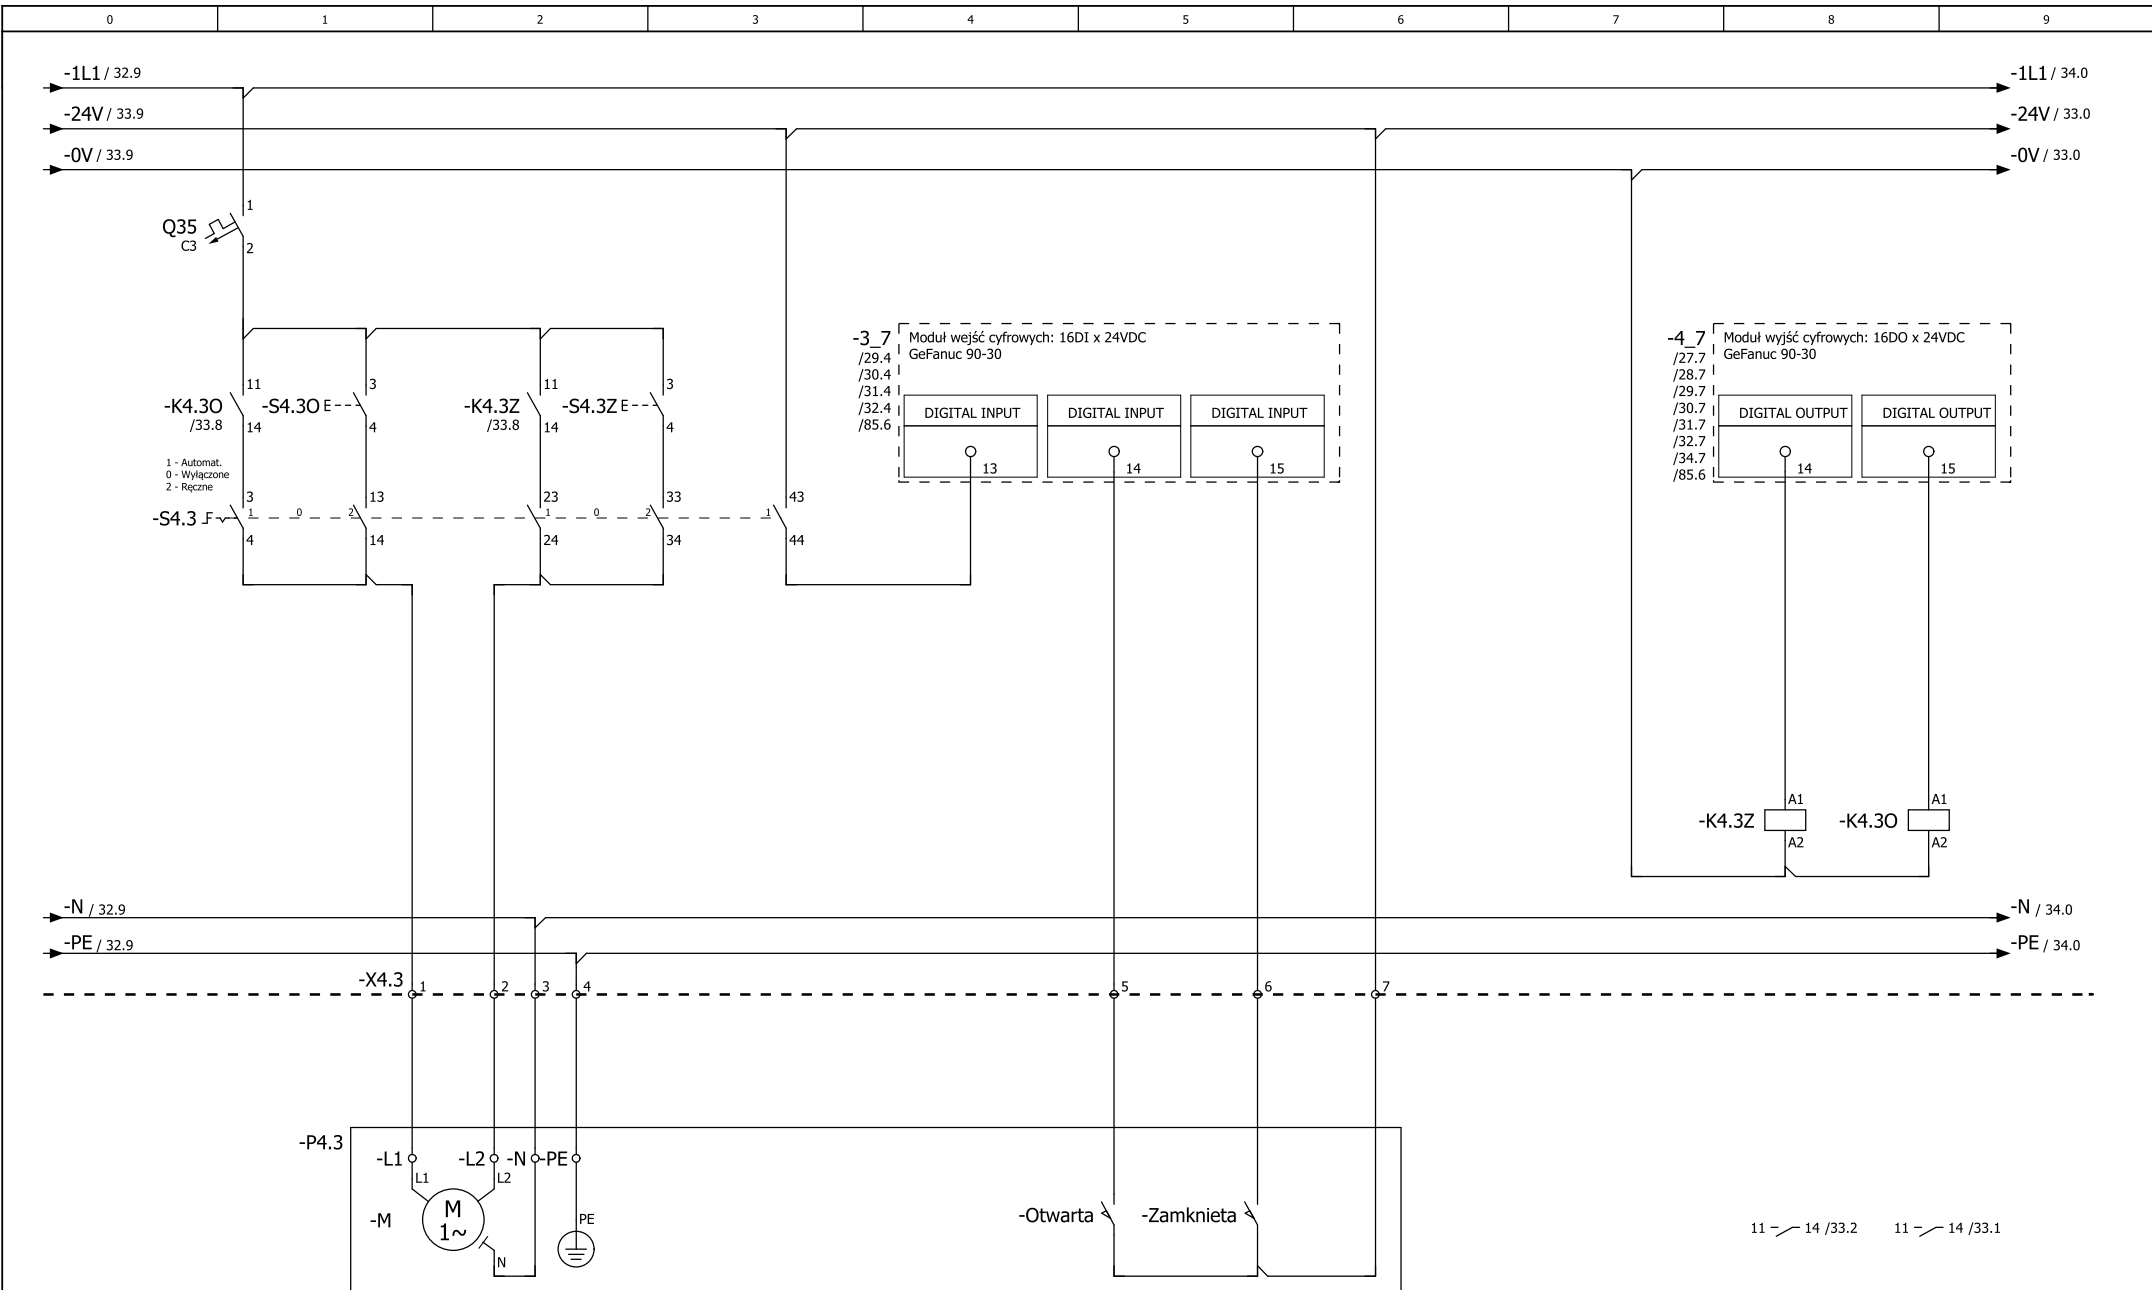 0 1 2 3 4 5 6 7 8 9
-1L1 / 32.9 -1L1 / 34.0
-24V / 33.9 -24V / 33.0
-0V / 33.9 -0V / 33.0
1
Q35
C3
2
-3_7 Moduł wejść cyfrowych: 16DI x 24VDC
GeFanuc 90-30
/29.4
/30.4
/31.4
/32.4
/85.6
DIGITAL INPUT DIGITAL INPUT DIGITAL INPUT
13 14 15
-4_7 Moduł wyjść cyfrowych: 16DO x 24VDC
GeFanuc 90-30
/27.7
/28.7
/29.7
/30.7
/31.7
/32.7
/34.7
/85.6
DIGITAL OUTPUT DIGITAL OUTPUT
14 15
11 3 11 3
-K4.3O -S4.3O E -K4.3Z -S4.3Z E
/33.8 /33.8
14 4 14 4
1 - Automat.
0 - Wyłączone
2 - Ręczne
3 13 23 33 43
-S4.3 1 0 2 1 0 2 1
4 14 24 34 44
A1 A1
-K4.3Z -K4.3O
A2 A2
-N / 32.9 -N / 34.0
-PE / 32.9 -PE / 34.0
-X4.3 1 2 3 4 5 6 7
-P4.3
-L1 -L2 -N -PE
L1 L2
-M
M
1~
PE
N
-Otwarta -Zamknieta
11 14 /33.2 11 14 /33.1